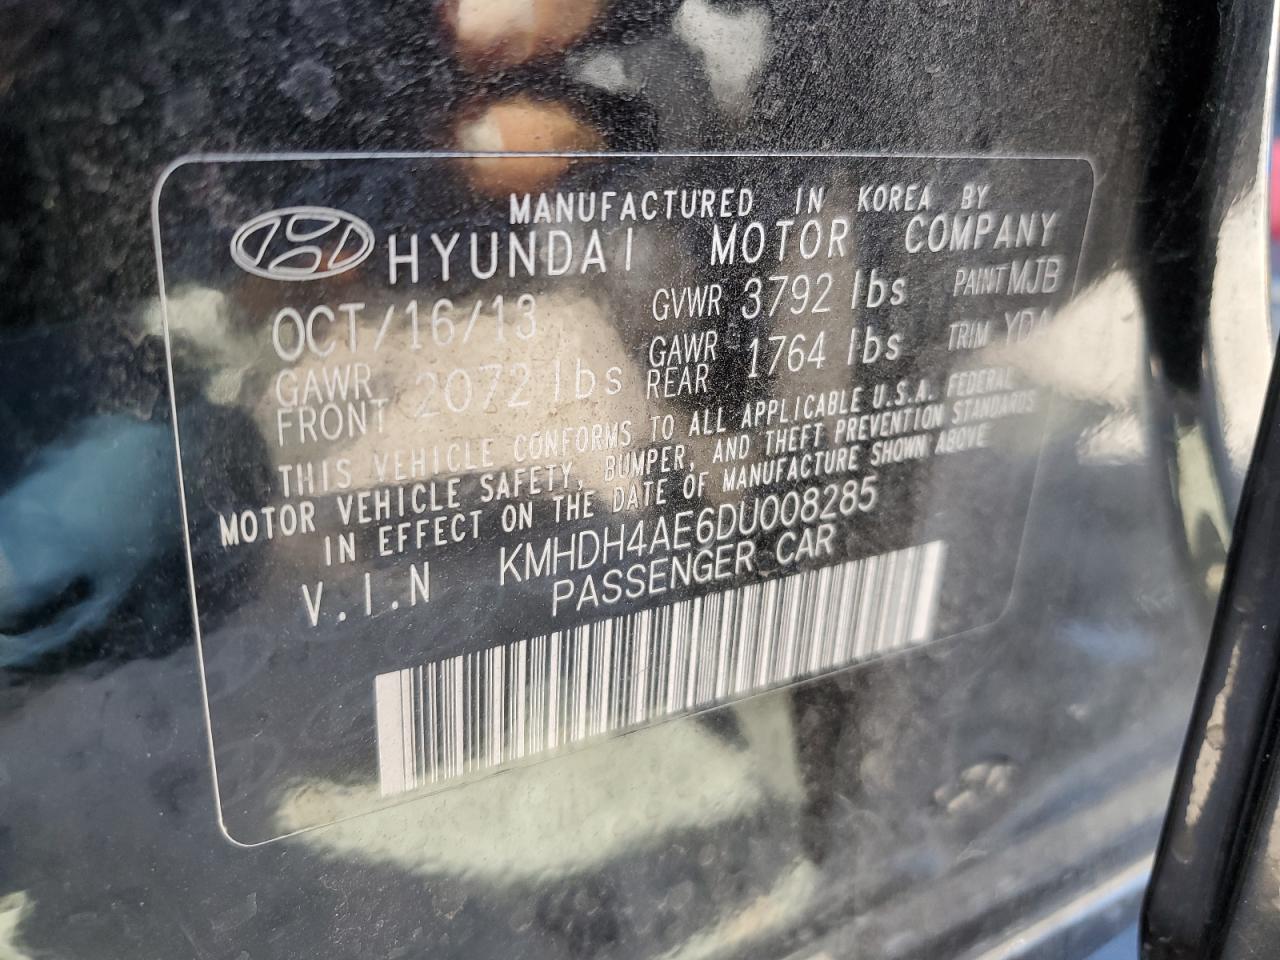 MANUFACTURED IN KOREA BY
HYUNDAI MOTOR COMPANY
OCT/16/13 GVWR 3792 lbs PAINT MJB
GAWR FRONT 2072 lbs GAWR REAR 1764 lbs TRIM YDA
THIS VEHICLE CONFORMS TO ALL APPLICABLE U.S.A. FEDERAL
MOTOR VEHICLE SAFETY, BUMPER, AND THEFT PREVENTION STANDARDS
IN EFFECT ON THE DATE OF MANUFACTURE SHOWN ABOVE
V.I.N KMHDH4AE6DU008285
PASSENGER CAR